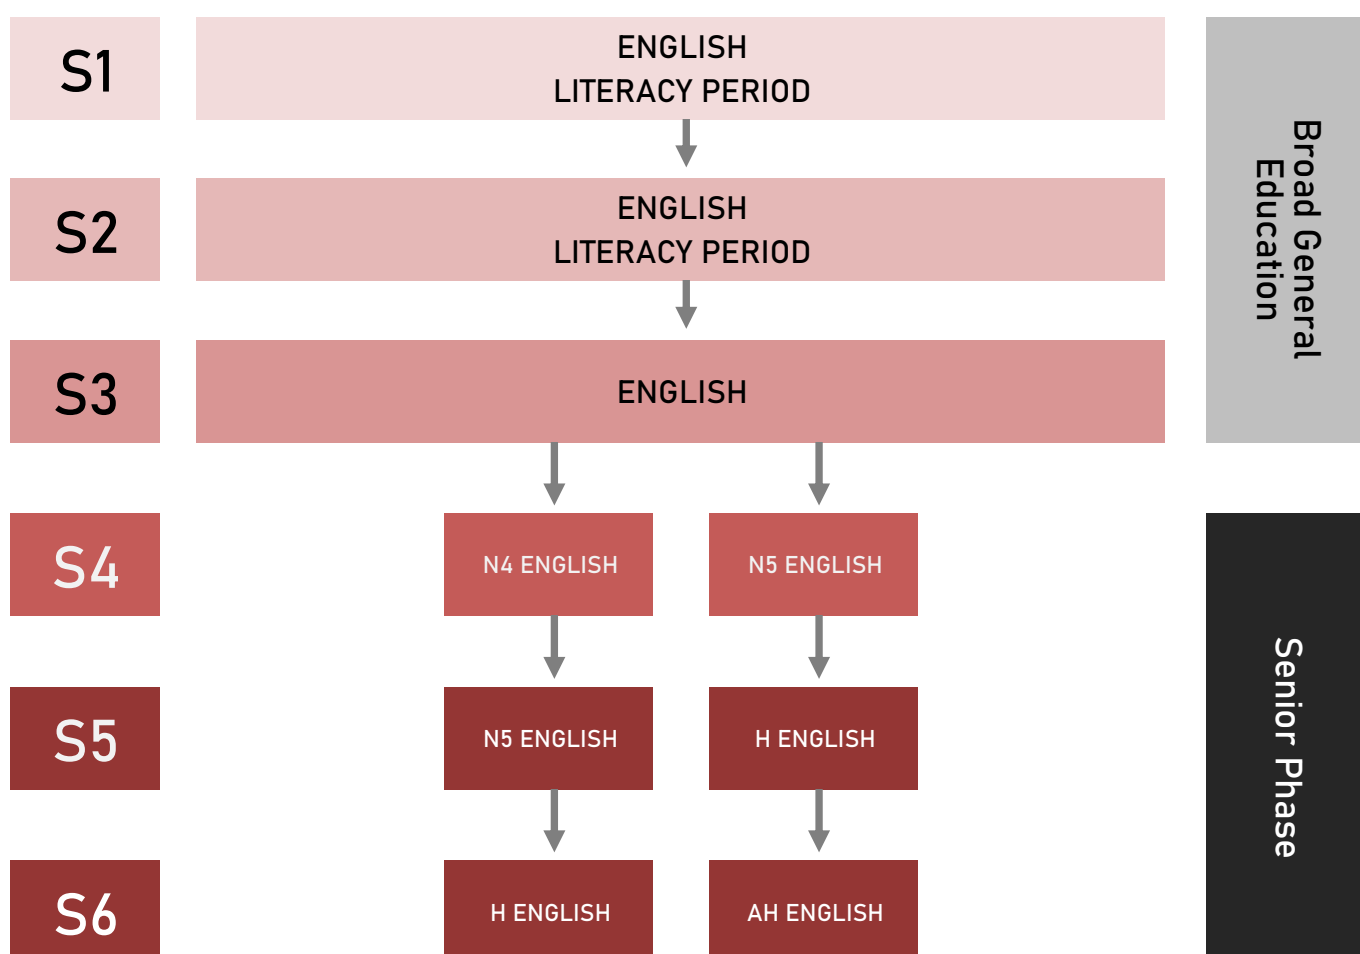 S1
ENGLISH
LITERACY PERIOD
S2
ENGLISH
LITERACY PERIOD
S3
ENGLISH
Broad General
Education
S4
N4 ENGLISH
N5 ENGLISH
S5
N5 ENGLISH
H ENGLISH
S6
H ENGLISH
AH ENGLISH
Senior Phase